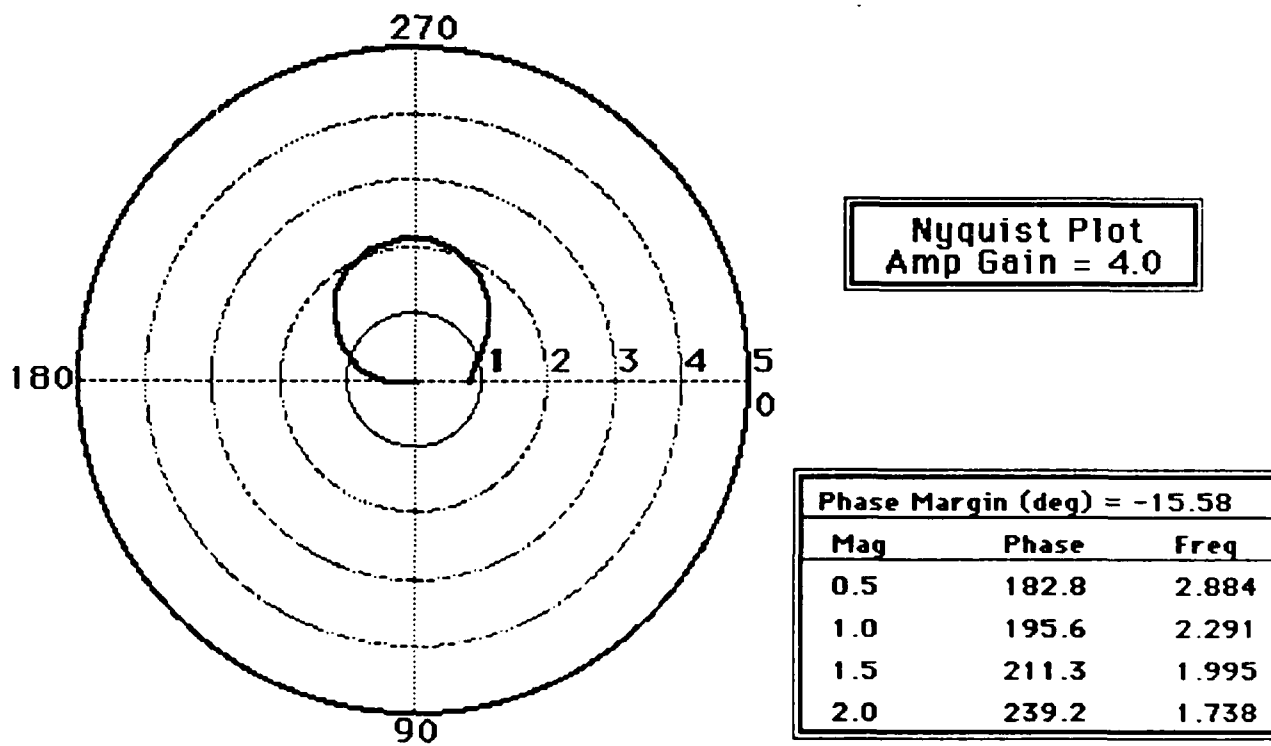 270
Nyquist Plot
Amp Gain = 4.0
180
1
2
3
4
5
0
90
Phase Margin (deg) = -15.58
Mag Phase Freq
0.5 182.8 2.884
1.0 195.6 2.291
1.5 211.3 1.995
2.0 239.2 1.738